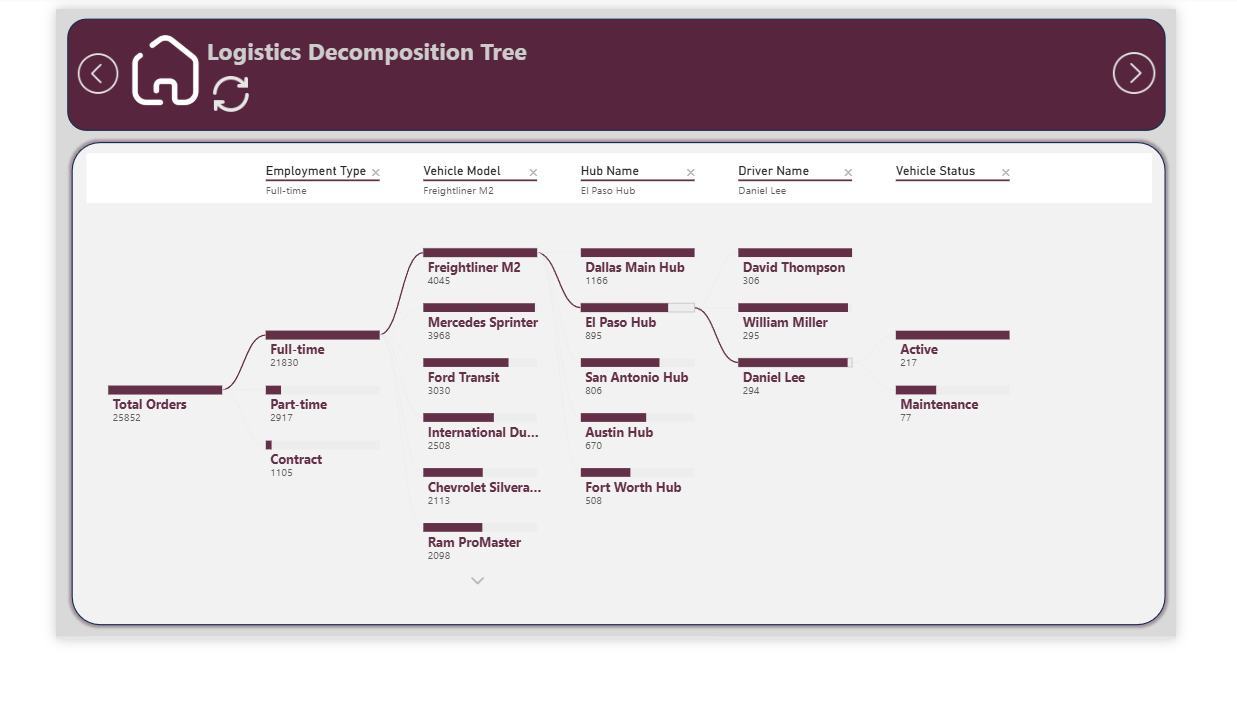 Logistics Decomposition Tree
Employment Type
Full-time
Vehicle Model
Freightliner M2
Hub Name
El Paso Hub
Driver Name
Daniel Lee
Vehicle Status
Total Orders
25852
Full-time
21830
Part-time
2917
Contract
1105
Freightliner M2
4045
Mercedes Sprinter
3968
Ford Transit
3030
International Du...
2508
Chevrolet Silvera...
2113
Ram ProMaster
2098
Dallas Main Hub
1166
El Paso Hub
895
San Antonio Hub
806
Austin Hub
670
Fort Worth Hub
508
David Thompson
306
William Miller
295
Daniel Lee
294
Active
217
Maintenance
77